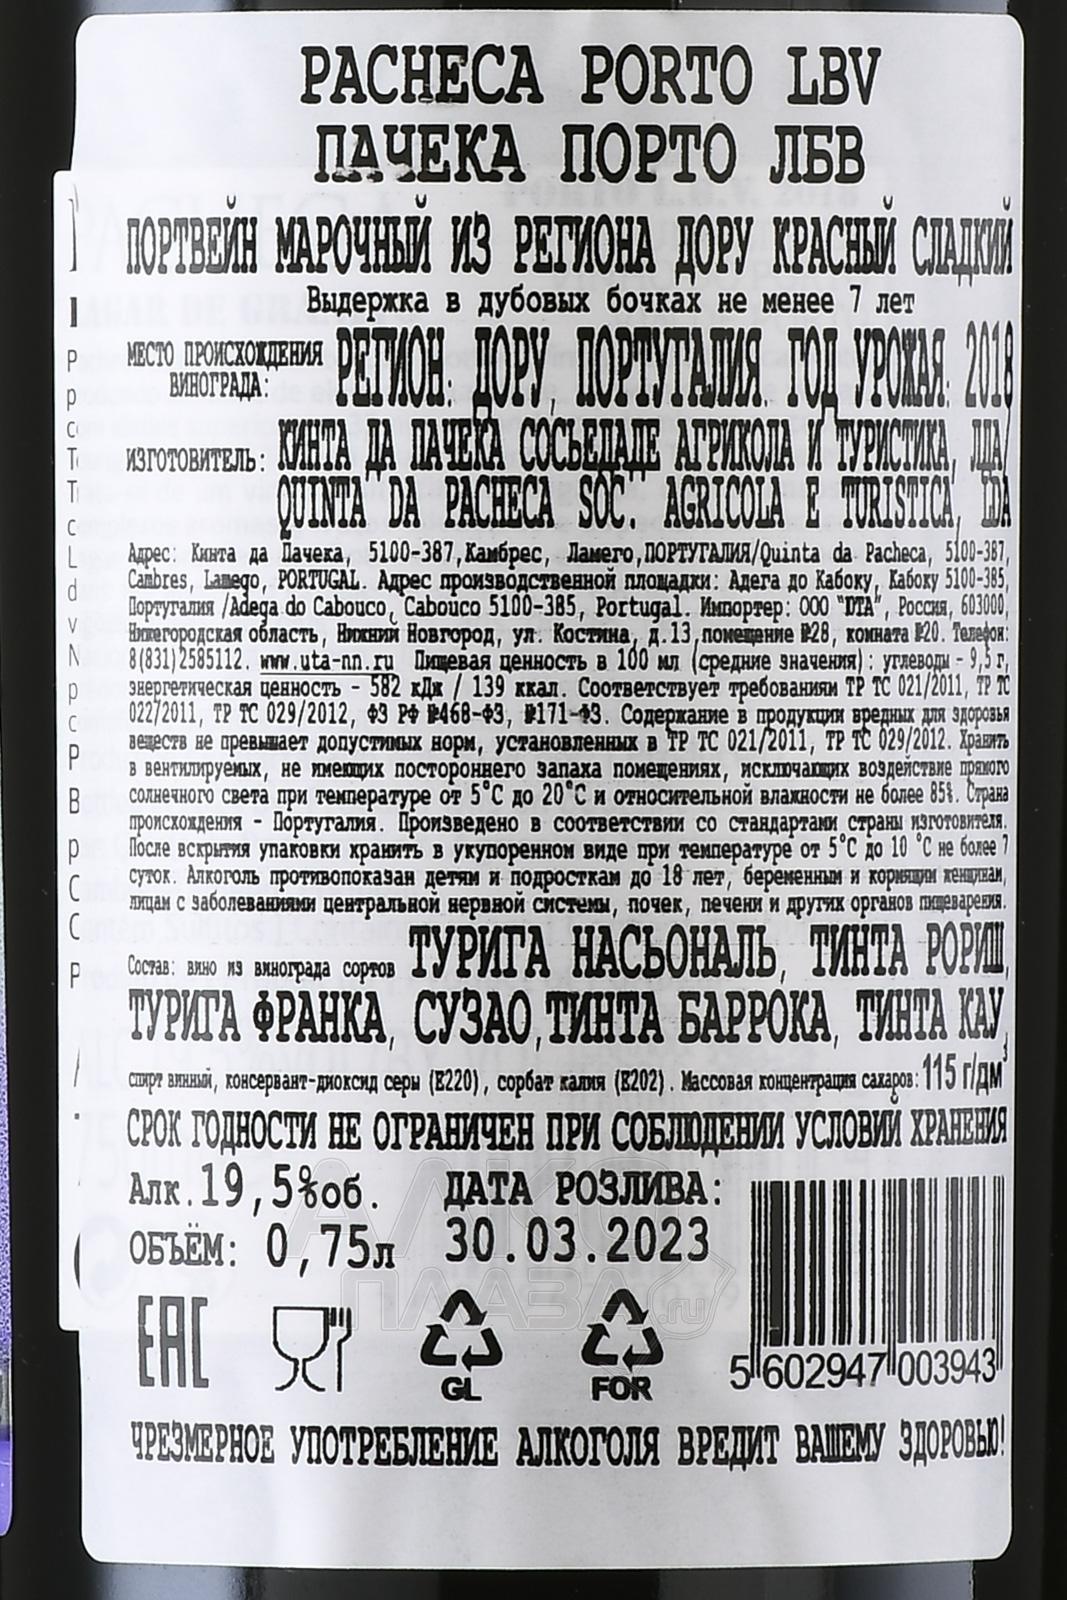 PACHECA PORTO LBV
ПАЧЕКА ПОРТО ЛБВ
ПОРТВЕЙН МАРОЧНЫЙ ИЗ РЕГИОНА ДОРУ КРАСНЫЙ СЛАДКИЙ
Выдержка в дубовых бочках не менее 7 лет
МЕСТО ПРОИСХОЖДЕНИЯ ВИНОГРАДА: РЕГИОН: ДОРУ, ПОРТУГАЛИЯ. ГОД УРОЖАЯ: 2018
ИЗГОТОВИТЕЛЬ: КИНТА ДА ПАЧЕКА СОСЬЕДАДЕ АГРИКОЛА И ТУРИСТИКА, ЛДА/
QUINTA DA PACHECA SOC. AGRICOLA E TURISTICA, LDA
Адрес: Кинта да Пачека, 5100-387,Камбрес, Ламего,ПОРТУГАЛИЯ/Quinta da Pacheca, 5100-387,
Cambres, Lamego, PORTUGAL. Адрес производственной площадки: Адега до Кабоку, Кабоку 5100-385,
Португалия /Adega do Cabouco, Cabouco 5100-385, Portugal. Импортер: ООО "ЮТА", Россия, 603000,
Нижегородская область, Нижний Новгород, ул. Костина, д.13,помещение №28, комната №20. Телефон:
8(831)2585112. www.uta-nn.ru Пищевая ценность в 100 мл (средние значения): углеводы - 9,5 г,
энергетическая ценность - 582 кДж / 139 ккал. Соответствует требованиям ТР ТС 021/2011, ТР ТС
022/2011, ТР ТС 029/2012, ФЗ РФ №468-ФЗ, №171-ФЗ. Содержание в продукции вредных для здоровья
веществ не превышает допустимых норм, установленных в ТР ТС 021/2011, ТР ТС 029/2012. Хранить
в вентилируемых, не имеющих постороннего запаха помещениях, исключающих воздействие прямого
солнечного света при температуре от 5°С до 20°С и относительной влажности не более 85%. Страна
происхождения - Португалия. Произведено в соответствии со стандартами страны изготовителя.
После вскрытия упаковки хранить в укупоренном виде при температуре от 5°С до 10 °С не более 7
суток. Алкоголь противопоказан детям и подросткам до 18 лет, беременным и кормящим женщинам,
лицам с заболеваниями центральной нервной системы, почек, печени и других органов пищеварения.
Состав: вино из винограда сортов ТУРИГА НАСЬОНАЛЬ, ТИНТА РОРИШ,
ТУРИГА ФРАНКА, СУЗАО,ТИНТА БАРРОКА, ТИНТА КАУ,
спирт винный, консервант-диоксид серы (Е220), сорбат калия (Е202). Массовая концентрация сахаров: 115 г/дм³
СРОК ГОДНОСТИ НЕ ОГРАНИЧЕН ПРИ СОБЛЮДЕНИИ УСЛОВИЙ ХРАНЕНИЯ
Алк.19,5%об. ДАТА РОЗЛИВА:
ОБЪЁМ: 0,75л 30.03.2023
EAC
GL
FOR
5 602947 003943
ЧРЕЗМЕРНОЕ УПОТРЕБЛЕНИЕ АЛКОГОЛЯ ВРЕДИТ ВАШЕМУ ЗДОРОВЬЮ!
АЛКО
ПЛАЗА.ru